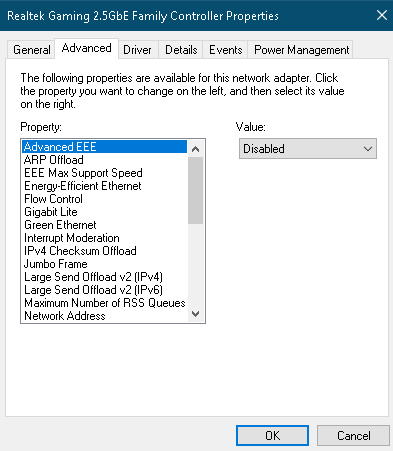 Realtek Gaming 2.5GbE Family Controller Properties
General Advanced Driver Details Events Power Management
The following properties are available for this network adapter. Click
the property you want to change on the left, and then select its value
on the right.
Property:
Value:
Advanced EEE
ARP Offload
EEE Max Support Speed
Energy-Efficient Ethernet
Flow Control
Gigabit Lite
Green Ethernet
Interrupt Moderation
IPv4 Checksum Offload
Jumbo Frame
Large Send Offload v2 (IPv4)
Large Send Offload v2 (IPv6)
Maximum Number of RSS Queues
Network Address
Disabled
OK
Cancel